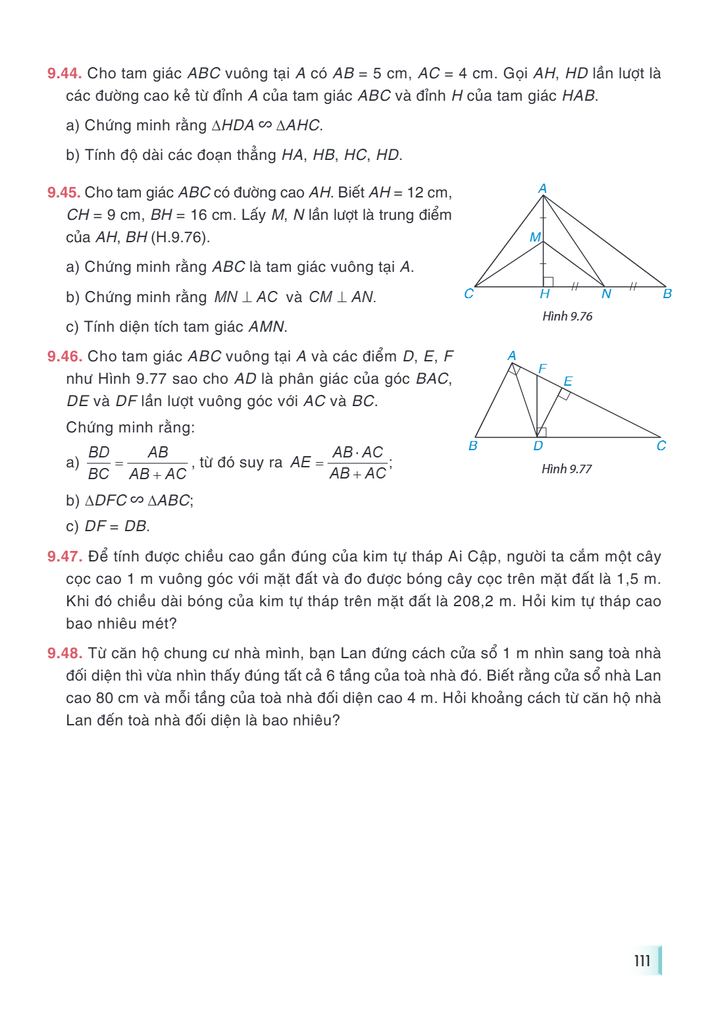 9.44. Cho tam giác ABC vuông tại A có AB = 5 cm, AC = 4 cm. Gọi AH, HD lần lượt là
các đường cao kẻ từ đỉnh A của tam giác ABC và đỉnh H của tam giác HAB.
a) Chứng minh rằng ∆HDA ∽ ∆AHC.
b) Tính độ dài các đoạn thẳng HA, HB, HC, HD.
9.45. Cho tam giác ABC có đường cao AH. Biết AH = 12 cm,
CH = 9 cm, BH = 16 cm. Lấy M, N lần lượt là trung điểm
của AH, BH (H.9.76).
a) Chứng minh rằng ABC là tam giác vuông tại A.
b) Chứng minh rằng MN ⊥ AC và CM ⊥ AN.
c) Tính diện tích tam giác AMN.
A
M
C H N B
Hình 9.76
9.46. Cho tam giác ABC vuông tại A và các điểm D, E, F
như Hình 9.77 sao cho AD là phân giác của góc BAC,
DE và DF lần lượt vuông góc với AC và BC.
Chứng minh rằng:
a) BD/BC = AB/(AB + AC), từ đó suy ra AE = (AB · AC)/(AB + AC);
b) ∆DFC ∽ ∆ABC;
c) DF = DB.
A
F
E
B D C
Hình 9.77
9.47. Để tính được chiều cao gần đúng của kim tự tháp Ai Cập, người ta cắm một cây
cọc cao 1 m vuông góc với mặt đất và đo được bóng cây cọc trên mặt đất là 1,5 m.
Khi đó chiều dài bóng của kim tự tháp trên mặt đất là 208,2 m. Hỏi kim tự tháp cao
bao nhiêu mét?
9.48. Từ căn hộ chung cư nhà mình, bạn Lan đứng cách cửa sổ 1 m nhìn sang toà nhà
đối diện thì vừa nhìn thấy đúng tất cả 6 tầng của toà nhà đó. Biết rằng cửa sổ nhà Lan
cao 80 cm và mỗi tầng của toà nhà đối diện cao 4 m. Hỏi khoảng cách từ căn hộ nhà
Lan đến toà nhà đối diện là bao nhiêu?
111